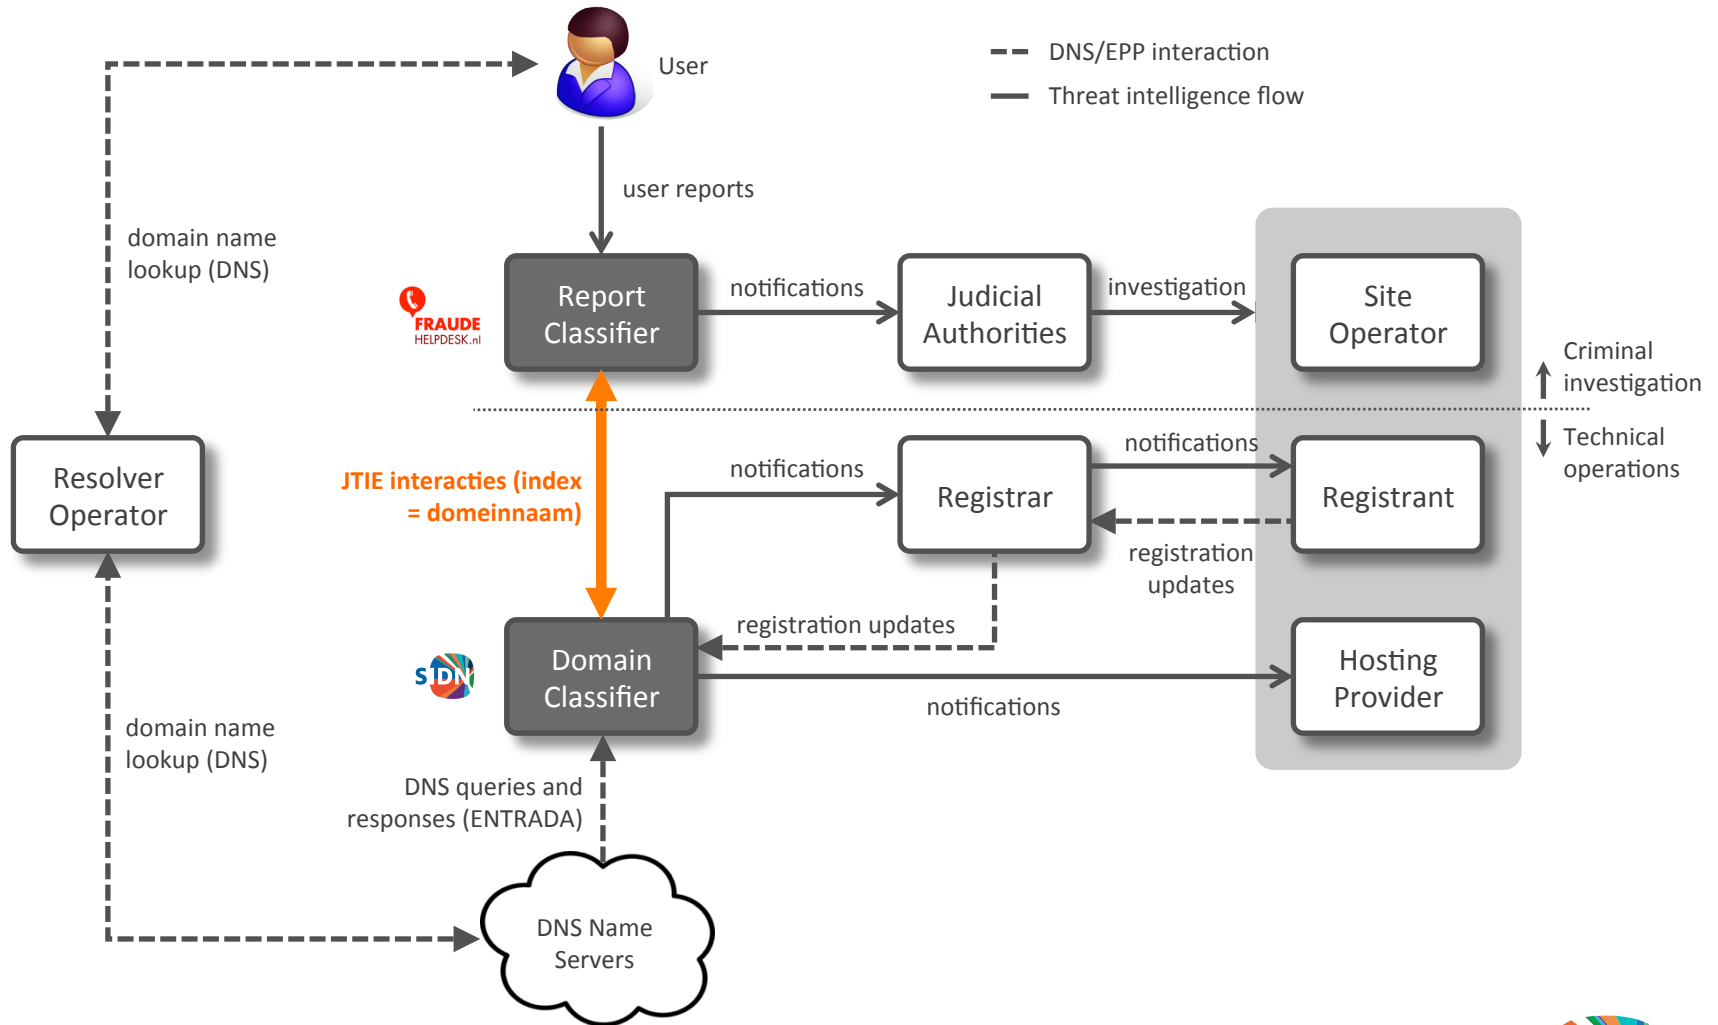 User
DNS/EPP interaction
Threat intelligence flow
user reports
domain name
lookup (DNS)
FRAUDE
HELPDESK.nl
Report
Classifier
notifications
Judicial
Authorities
investigation
Site
Operator
Criminal
investigation
Technical
operations
Resolver
Operator
JTIE interacties (index
= domeinnaam)
notifications
Registrar
notifications
Registrant
registration
updates
registration updates
SIDN
Domain
Classifier
notifications
Hosting
Provider
domain name
lookup (DNS)
DNS queries and
responses (ENTRADA)
DNS Name
Servers